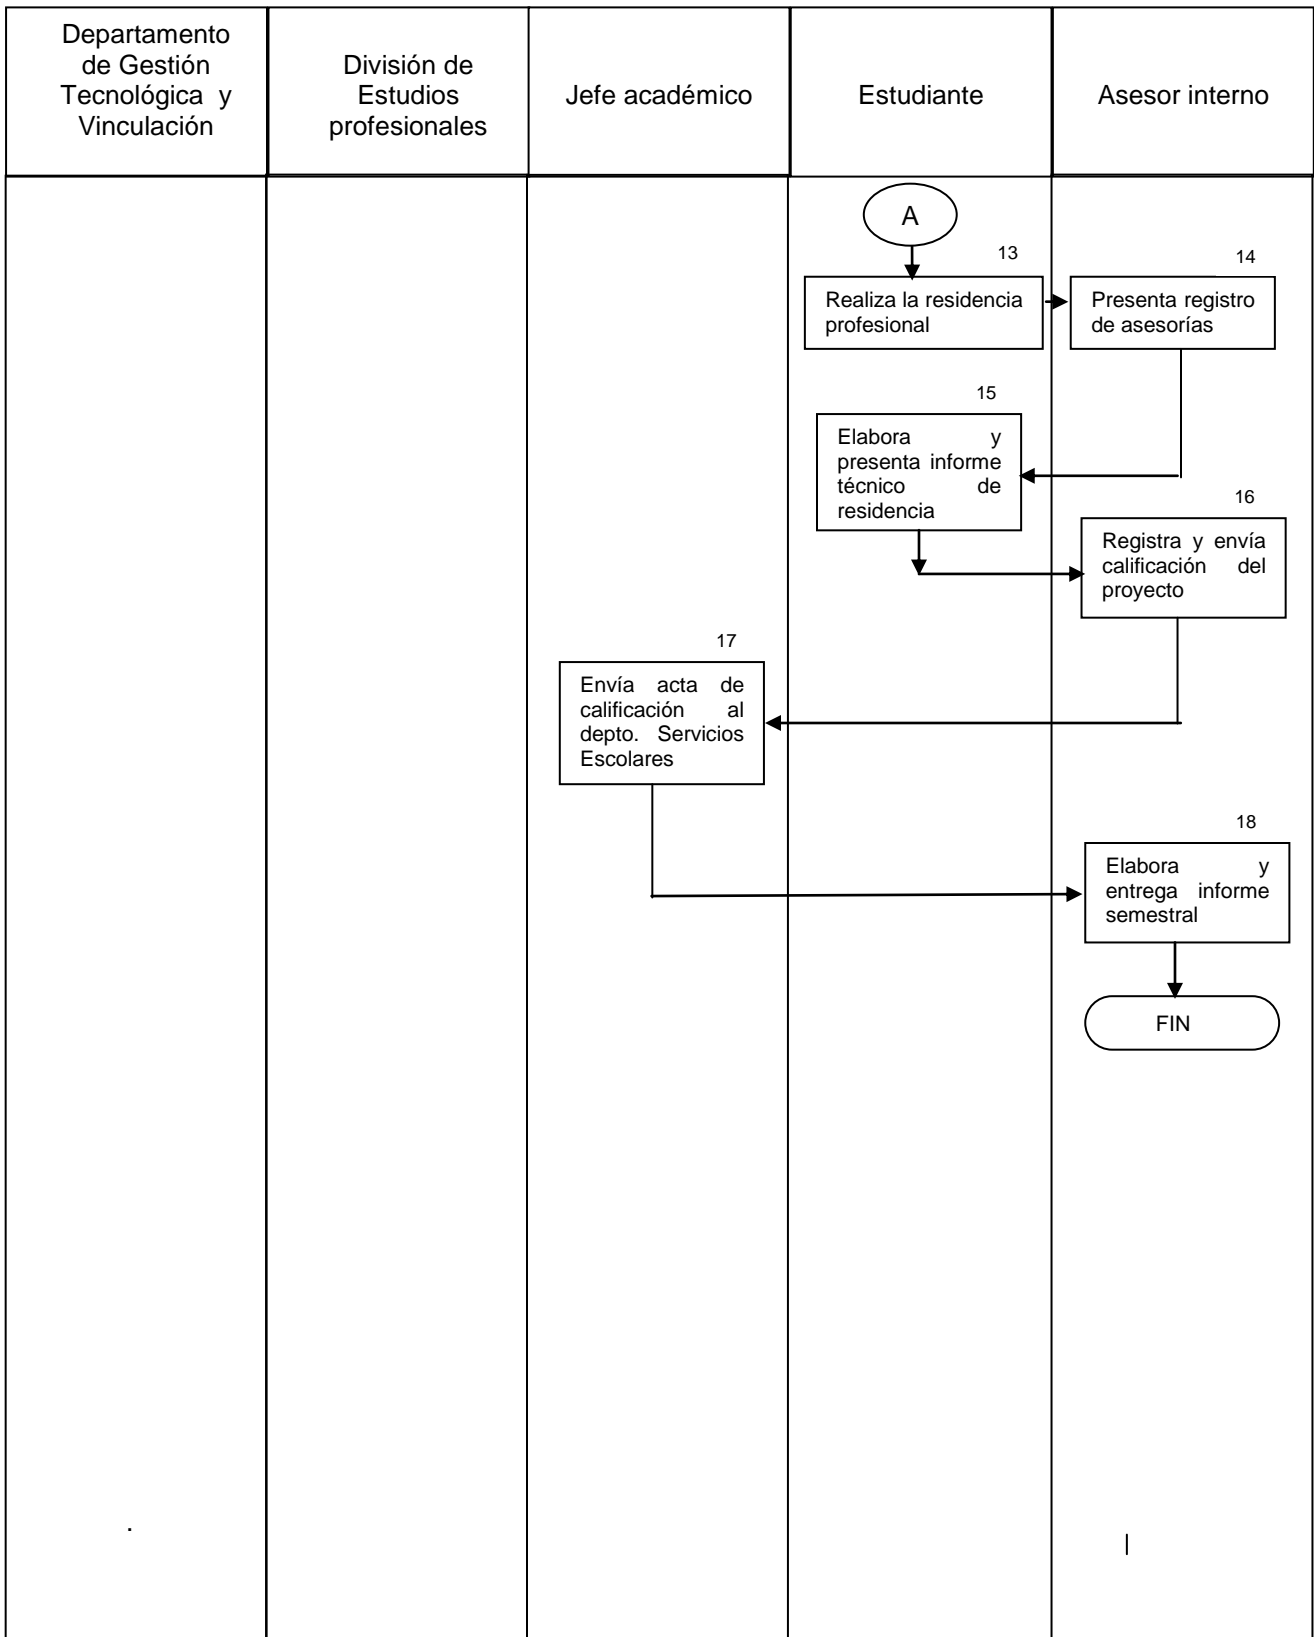 Departamento
de Gestión
Tecnológica y
Vinculación
División de
Estudios
profesionales
Jefe académico
Estudiante
Asesor interno
A
13
Realiza la residencia
profesional
14
Presenta registro
de asesorías
15
Elabora y
presenta informe
técnico de
residencia
16
Registra y envía
calificación del
proyecto
17
Envía acta de
calificación al
depto. Servicios
Escolares
18
Elabora y
entrega informe
semestral
FIN
.
|